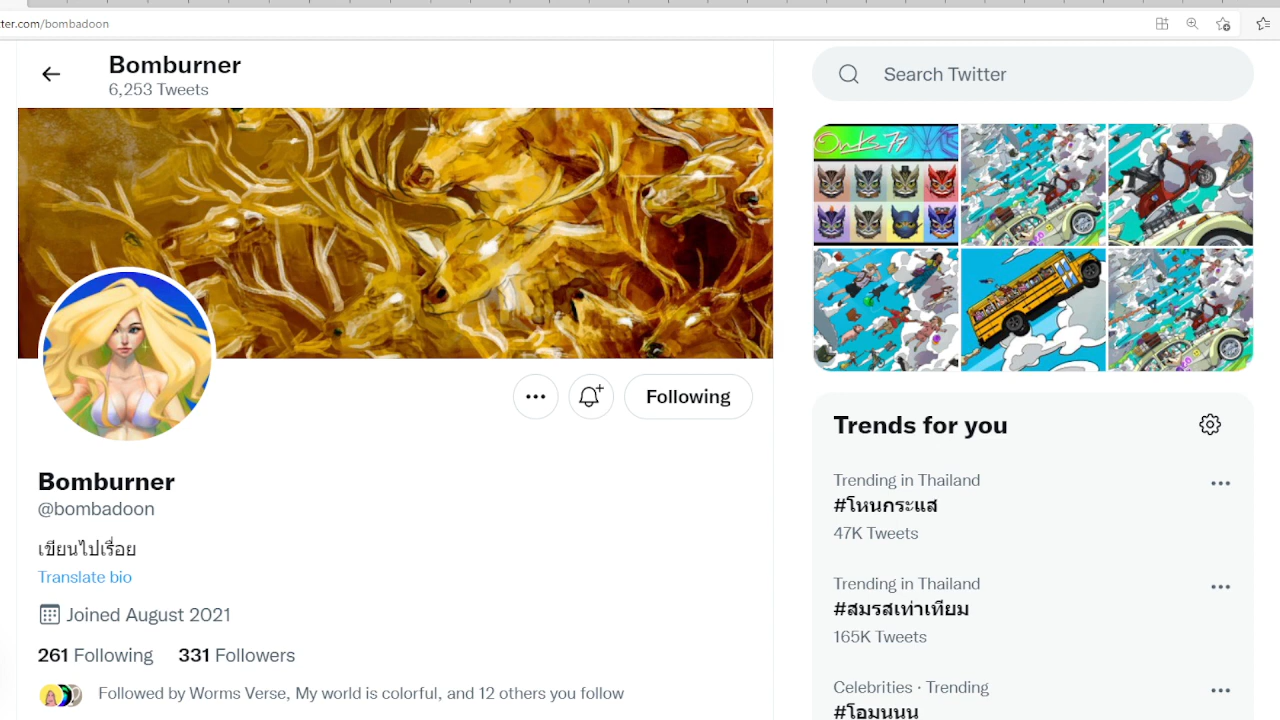 ter.com/bombadoon
Bomburner
6,253 Tweets
Search Twitter
Following
Bomburner
@bombadoon
เขียนไปเรื่อย
Translate bio
Joined August 2021
261 Following 331 Followers
Followed by Worms Verse, My world is colorful, and 12 others you follow
Trends for you
Trending in Thailand
#โหนกระแส
47K Tweets
Trending in Thailand
#สมรสเท่าเทียม
165K Tweets
Celebrities · Trending
#โอมนนน